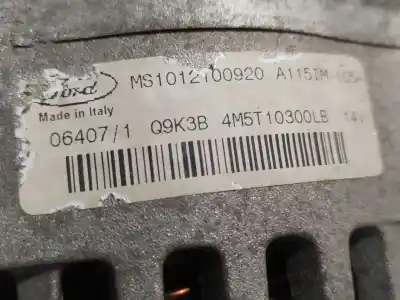 Ford
MS1012100920 A115IM
Made in Italy
06407/1 Q9K3B 4M5T10300LB 14V